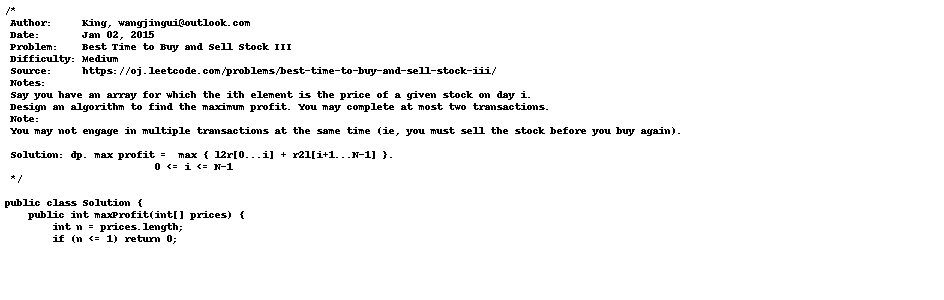 /*
Author: King, wangjingui@outlook.com
Date: Jan 02, 2015
Problem: Best Time to Buy and Sell Stock III
Difficulty: Medium
Source: https://oj.leetcode.com/problems/best-time-to-buy-and-sell-stock-iii/
Notes:
Say you have an array for which the ith element is the price of a given stock on day i.
Design an algorithm to find the maximum profit. You may complete at most two transactions.
Note:
You may not engage in multiple transactions at the same time (ie, you must sell the stock before you buy again).
Solution: dp. max profit =  max { l2r[0...i] + r2l[i+1...N-1] }.
0 <= i <= N-1
*/
public class Solution {
public int maxProfit(int[] prices) {
int n = prices.length;
if (n <= 1) return 0;